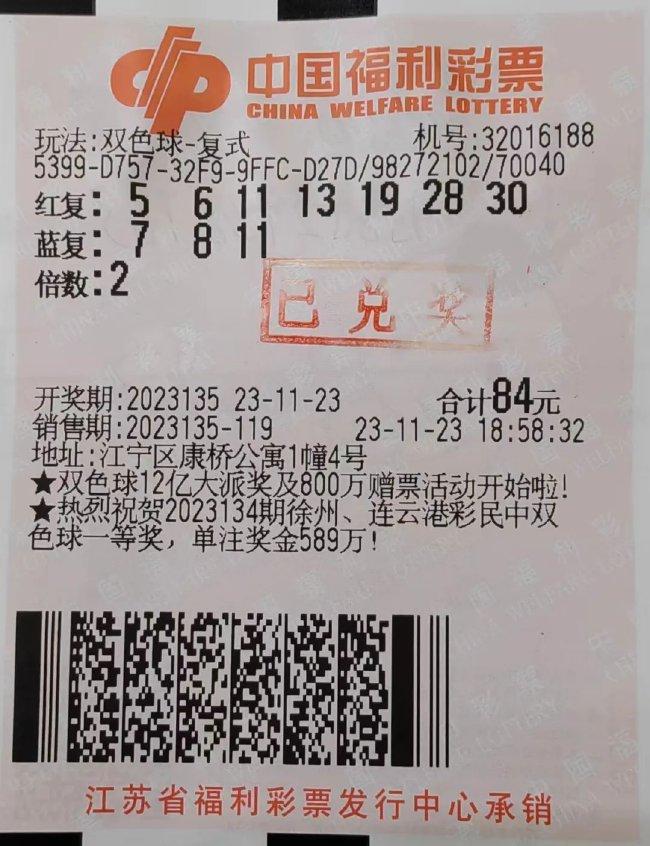 中国福利彩票
CHINA WELFARE LOTTERY
玩法:双色球-复式 机号:32016188
5399-D757-32F9-9FFC-D27D/98272102/70040
红复: 5 6 11 13 19 28 30
蓝复: 7 8 11
倍数:2
已兑奖
开奖期:2023135 23-11-23 合计84元
销售期:2023135-119 23-11-23 18:58:32
地址:江宁区康桥公寓1幢4号
★双色球12亿大派奖及800万赠票活动开始啦!
★热烈祝贺2023134期徐州、连云港彩民中双
色球一等奖，单注奖金589万!
江苏省福利彩票发行中心承销